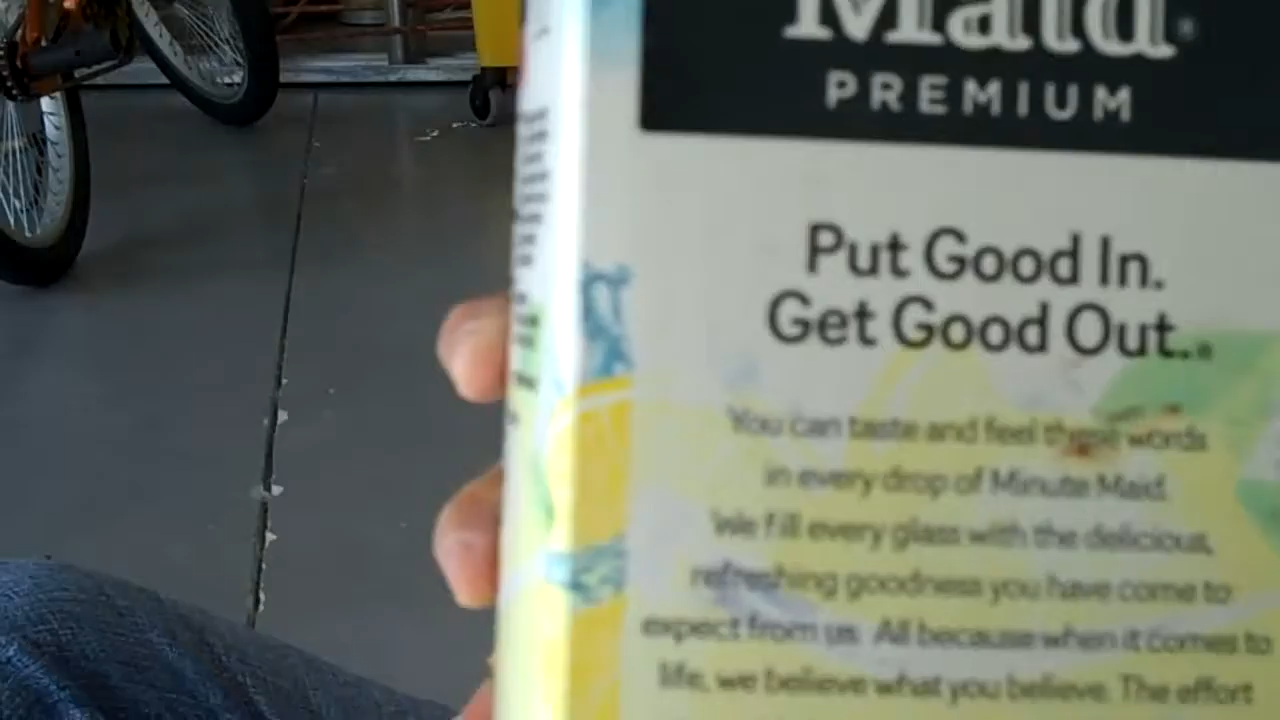 Maid
PREMIUM
Put Good In.
Get Good Out.®
You can taste and feel these words
in every drop of Minute Maid.
We fill every glass with the delicious,
refreshing goodness you have come to
expect from us. All because when it comes to
life, we believe what you believe. The effort